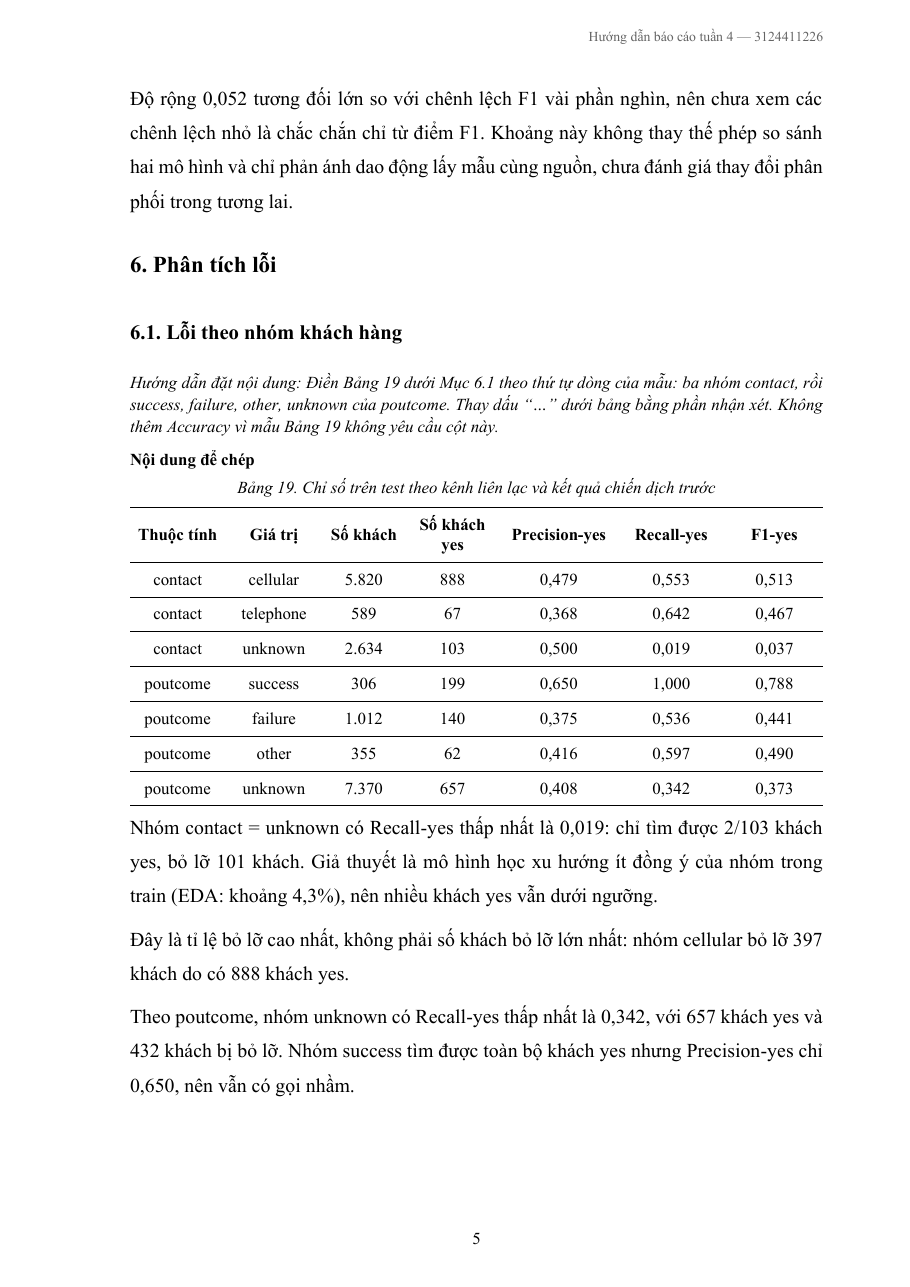 Hướng dẫn báo cáo tuần 4 — 3124411226
Độ rộng 0,052 tương đối lớn so với chênh lệch F1 vài phần nghìn, nên chưa xem các
chênh lệch nhỏ là chắc chắn chỉ từ điểm F1. Khoảng này không thay thế phép so sánh
hai mô hình và chỉ phản ánh dao động lấy mẫu cùng nguồn, chưa đánh giá thay đổi phân
phối trong tương lai.
6. Phân tích lỗi
6.1. Lỗi theo nhóm khách hàng
Hướng dẫn đặt nội dung: Điền Bảng 19 dưới Mục 6.1 theo thứ tự dòng của mẫu: ba nhóm contact, rồi
success, failure, other, unknown của poutcome. Thay dấu “…” dưới bảng bằng phần nhận xét. Không
thêm Accuracy vì mẫu Bảng 19 không yêu cầu cột này.
Nội dung để chép
Bảng 19. Chỉ số trên test theo kênh liên lạc và kết quả chiến dịch trước
Thuộc tính Giá trị Số khách Số khách yes Precision-yes Recall-yes F1-yes
contact cellular 5.820 888 0,479 0,553 0,513
contact telephone 589 67 0,368 0,642 0,467
contact unknown 2.634 103 0,500 0,019 0,037
poutcome success 306 199 0,650 1,000 0,788
poutcome failure 1.012 140 0,375 0,536 0,441
poutcome other 355 62 0,416 0,597 0,490
poutcome unknown 7.370 657 0,408 0,342 0,373
Nhóm contact = unknown có Recall-yes thấp nhất là 0,019: chỉ tìm được 2/103 khách
yes, bỏ lỡ 101 khách. Giả thuyết là mô hình học xu hướng ít đồng ý của nhóm trong
train (EDA: khoảng 4,3%), nên nhiều khách yes vẫn dưới ngưỡng.
Đây là tỉ lệ bỏ lỡ cao nhất, không phải số khách bỏ lỡ lớn nhất: nhóm cellular bỏ lỡ 397
khách do có 888 khách yes.
Theo poutcome, nhóm unknown có Recall-yes thấp nhất là 0,342, với 657 khách yes và
432 khách bị bỏ lỡ. Nhóm success tìm được toàn bộ khách yes nhưng Precision-yes chỉ
0,650, nên vẫn có gọi nhầm.
5